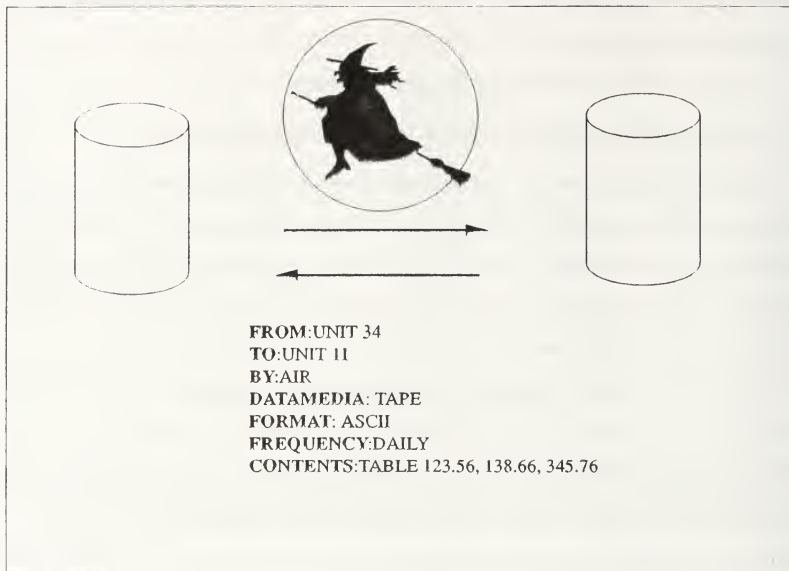 FROM:UNIT 34
TO:UNIT 11
BY:AIR
DATAMEDIA: TAPE
FORMAT: ASCII
FREQUENCY:DAILY
CONTENTS:TABLE 123.56, 138.66, 345.76